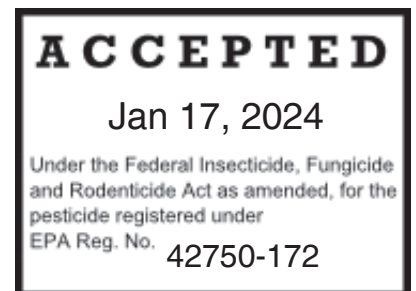 ACCEPTED
Jan 17, 2024
Under the Federal Insecticide, Fungicide
and Rodenticide Act as amended, for the
pesticide registered under
EPA Reg. No. 42750-172